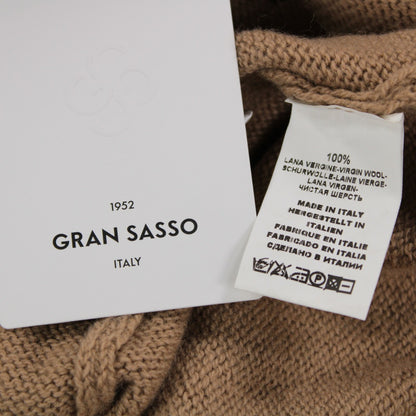 1952
GRAN SASSO
ITALY
100%
LANA VERGINE-VIRGIN WOOL-
SCHURWOLLE-LAINE VIERGE-
LANA VIRGEN-
ЧИСТАЯ ШЕРСТЬ
MADE IN ITALY
HERGESTELLT IN
ITALIEN
FABRIQUE EN ITALIE
FABRICADO EN ITALIA
СДЕЛАНО В ИТАЛИИ